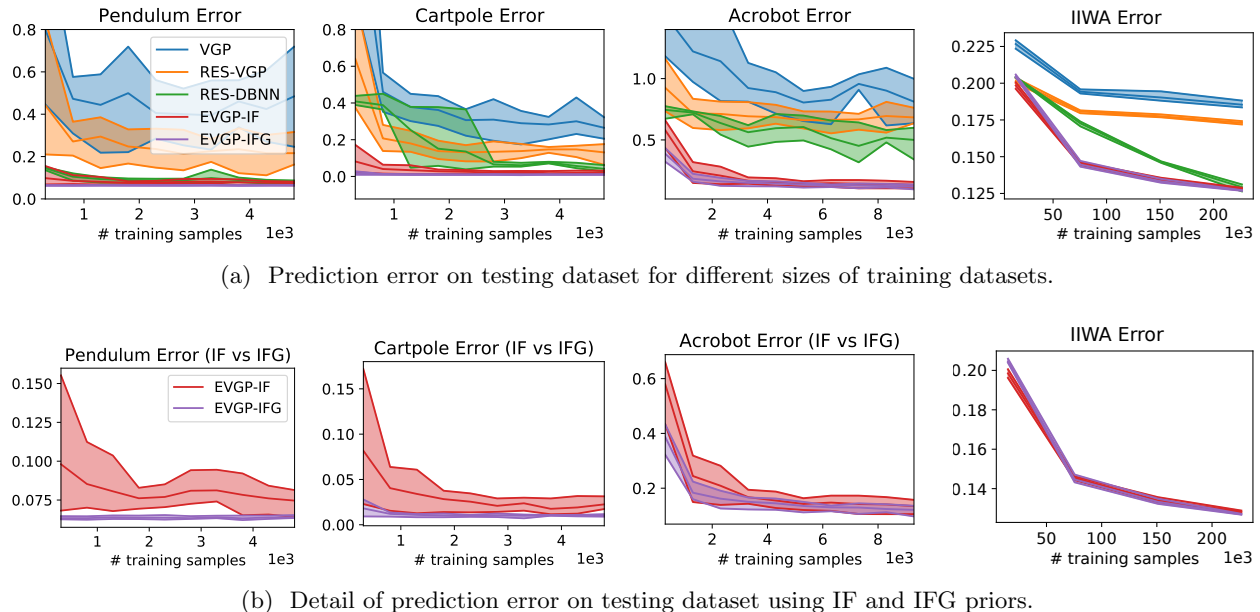 Pendulum Error
Cartpole Error
Acrobot Error
IIWA Error
0.8
0.6
0.4
0.2
0.0
VGP
RES-VGP
RES-DBNN
EVGP-IF
EVGP-IFG
1 2 3 4
# training samples
1e3
0.8
0.6
0.4
0.2
0.0
1 2 3 4
# training samples
1e3
1.0
0.5
2 4 6 8
# training samples
1e3
0.225
0.200
0.175
0.150
0.125
50 100 150 200
# training samples
1e3
(a) Prediction error on testing dataset for different sizes of training datasets.
Pendulum Error (IF vs IFG)
Cartpole Error (IF vs IFG)
Acrobot Error (IF vs IFG)
IIWA Error
0.150
0.125
0.100
0.075
EVGP-IF
EVGP-IFG
1 2 3 4
# training samples
1e3
0.15
0.10
0.05
0.00
1 2 3 4
# training samples
1e3
0.6
0.4
0.2
2 4 6 8
# training samples
1e3
0.20
0.18
0.16
0.14
50 100 150 200
# training samples
1e3
(b) Detail of prediction error on testing dataset using IF and IFG priors.